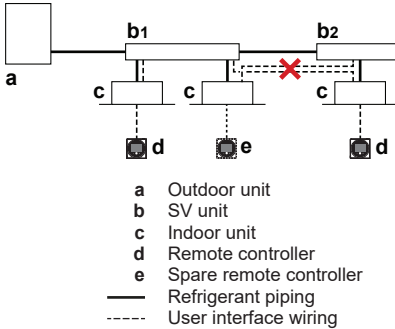 b1
b2
a
c
c
c
d
e
d
a Outdoor unit
b SV unit
c Indoor unit
d Remote controller
e Spare remote controller
Refrigerant piping
User interface wiring